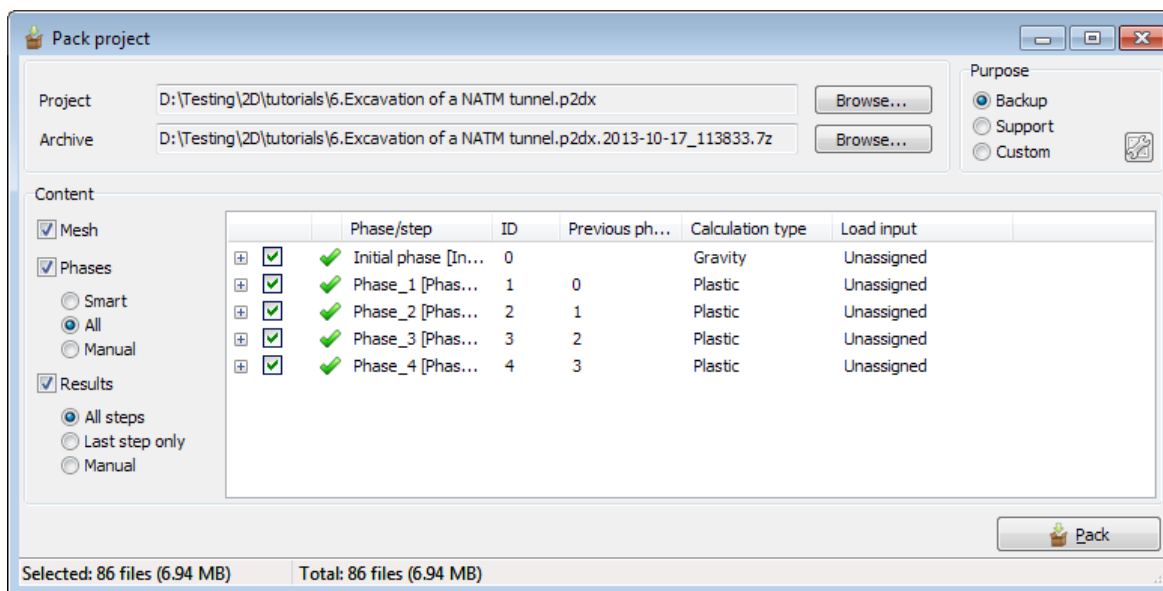 Pack project
Purpose
Project D:\Testing\2D\tutorials\6.Excavation of a NATM tunnel.p2dx Browse... Backup
Support
Archive D:\Testing\2D\tutorials\6.Excavation of a NATM tunnel.p2dx.2013-10-17_113833.7z Browse... Custom
Content
Mesh Phase/step ID Previous ph... Calculation type Load input
Initial phase [In... 0 Gravity Unassigned
Phases Phase_1 [Phas... 1 0 Plastic Unassigned
Smart
Phase_2 [Phas... 2 1 Plastic Unassigned
All
Phase_3 [Phas... 3 2 Plastic Unassigned
Manual
Phase_4 [Phas... 4 3 Plastic Unassigned
Results
All steps
Last step only
Manual
Pack
Selected: 86 files (6.94 MB) Total: 86 files (6.94 MB)